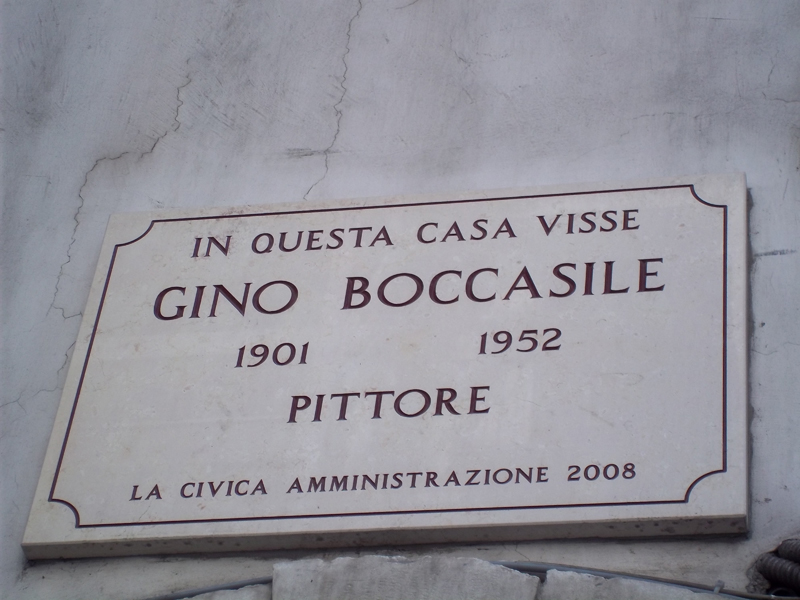 IN QUESTA CASA VISSE
GINO BOCCASILE
1901 1952
PITTORE
LA CIVICA AMMINISTRAZIONE 2008